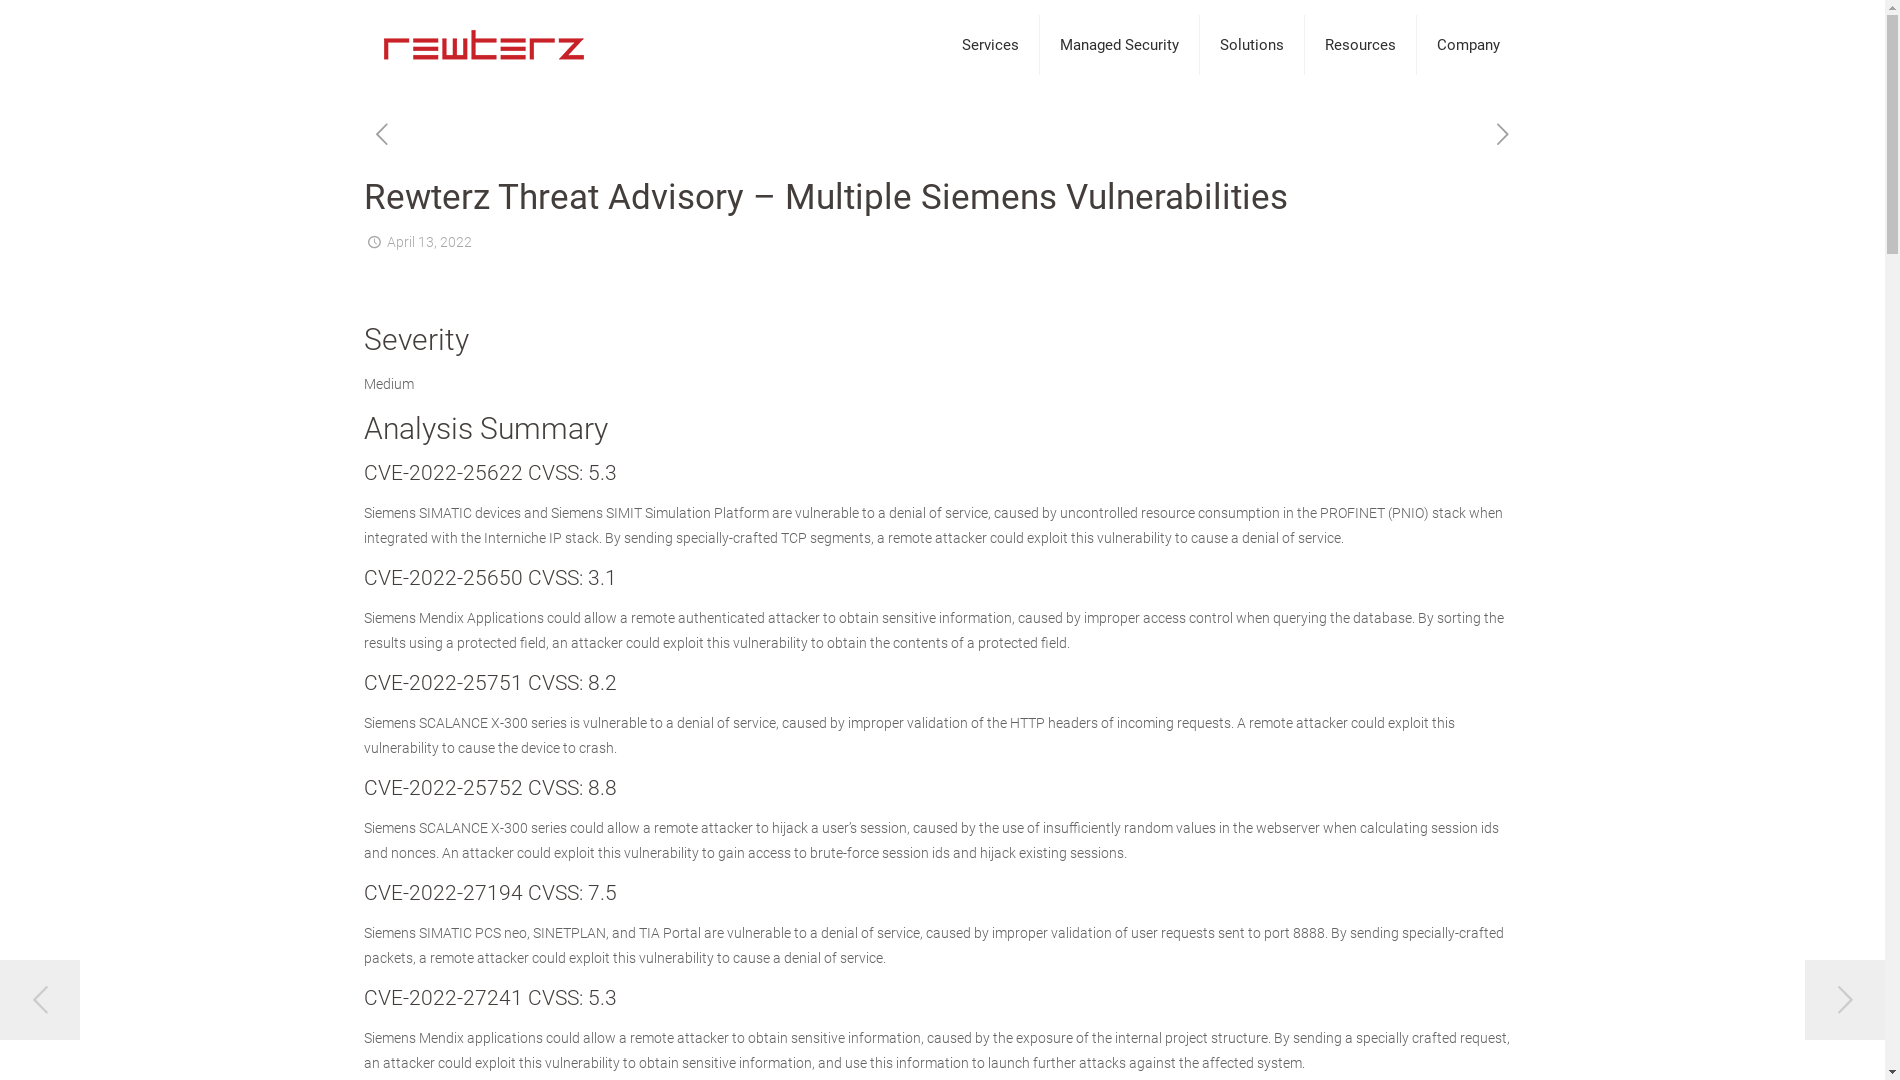 rewterz
Services
Managed Security
Solutions
Resources
Company
Rewterz Threat Advisory – Multiple Siemens Vulnerabilities
April 13, 2022
Severity
Medium
Analysis Summary
CVE-2022-25622 CVSS: 5.3
Siemens SIMATIC devices and Siemens SIMIT Simulation Platform are vulnerable to a denial of service, caused by uncontrolled resource consumption in the PROFINET (PNIO) stack when
integrated with the Interniche IP stack. By sending specially-crafted TCP segments, a remote attacker could exploit this vulnerability to cause a denial of service.
CVE-2022-25650 CVSS: 3.1
Siemens Mendix Applications could allow a remote authenticated attacker to obtain sensitive information, caused by improper access control when querying the database. By sorting the
results using a protected field, an attacker could exploit this vulnerability to obtain the contents of a protected field.
CVE-2022-25751 CVSS: 8.2
Siemens SCALANCE X-300 series is vulnerable to a denial of service, caused by improper validation of the HTTP headers of incoming requests. A remote attacker could exploit this
vulnerability to cause the device to crash.
CVE-2022-25752 CVSS: 8.8
Siemens SCALANCE X-300 series could allow a remote attacker to hijack a user’s session, caused by the use of insufficiently random values in the webserver when calculating session ids
and nonces. An attacker could exploit this vulnerability to gain access to brute-force session ids and hijack existing sessions.
CVE-2022-27194 CVSS: 7.5
Siemens SIMATIC PCS neo, SINETPLAN, and TIA Portal are vulnerable to a denial of service, caused by improper validation of user requests sent to port 8888. By sending specially-crafted
packets, a remote attacker could exploit this vulnerability to cause a denial of service.
CVE-2022-27241 CVSS: 5.3
Siemens Mendix applications could allow a remote attacker to obtain sensitive information, caused by the exposure of the internal project structure. By sending a specially crafted request,
an attacker could exploit this vulnerability to obtain sensitive information, and use this information to launch further attacks against the affected system.